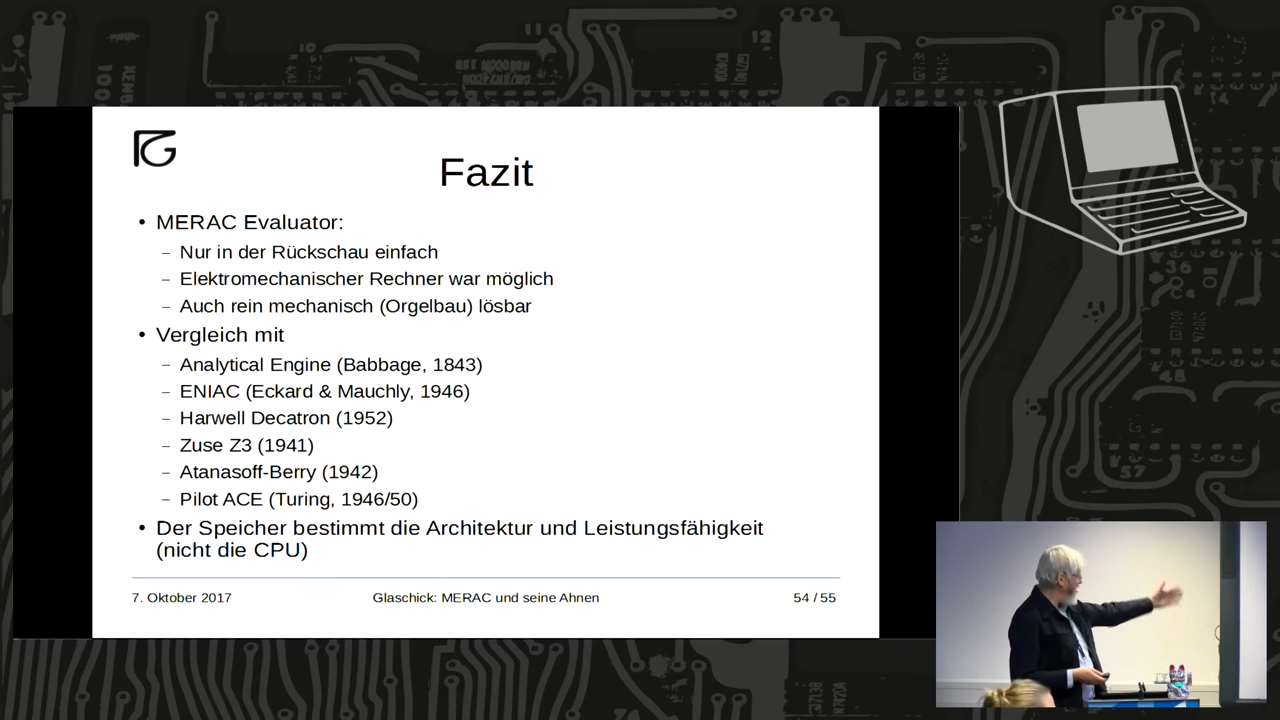 Fazit
• MERAC Evaluator:
– Nur in der Rückschau einfach
– Elektromechanischer Rechner war möglich
– Auch rein mechanisch (Orgelbau) lösbar
• Vergleich mit
– Analytical Engine (Babbage, 1843)
– ENIAC (Eckard & Mauchly, 1946)
– Harwell Decatron (1952)
– Zuse Z3 (1941)
– Atanasoff-Berry (1942)
– Pilot ACE (Turing, 1946/50)
• Der Speicher bestimmt die Architektur und Leistungsfähigkeit
(nicht die CPU)
7. Oktober 2017 Glaschick: MERAC und seine Ahnen 54 / 55